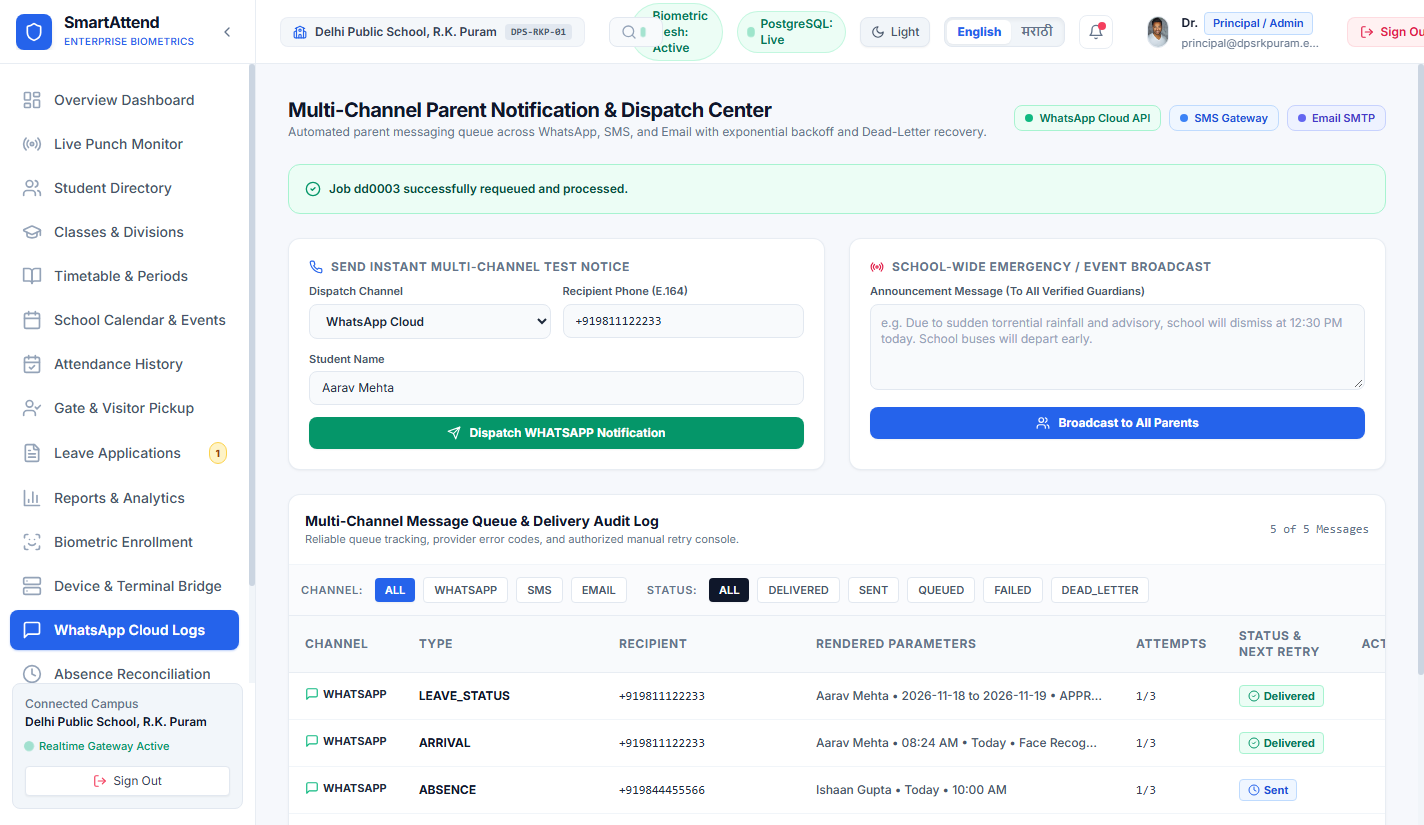 SmartAttend
ENTERPRISE BIOMETRICS
Delhi Public School, R.K. Puram DPS-RKP-01
Biometric
esh:
Active
PostgreSQL:
Live
Light
English
मराठी
Dr.
Principal / Admin
principal@dpsrkpuram.e...
Sign Ou
Overview Dashboard
Live Punch Monitor
Student Directory
Classes & Divisions
Timetable & Periods
School Calendar & Events
Attendance History
Gate & Visitor Pickup
Leave Applications 1
Reports & Analytics
Biometric Enrollment
Device & Terminal Bridge
WhatsApp Cloud Logs
Absence Reconciliation
Connected Campus
Delhi Public School, R.K. Puram
Realtime Gateway Active
Sign Out
Multi-Channel Parent Notification & Dispatch Center
Automated parent messaging queue across WhatsApp, SMS, and Email with exponential backoff and Dead-Letter recovery.
WhatsApp Cloud API
SMS Gateway
Email SMTP
Job dd0003 successfully requeued and processed.
SEND INSTANT MULTI-CHANNEL TEST NOTICE
Dispatch Channel
Recipient Phone (E.164)
WhatsApp Cloud
+919811122233
Student Name
Aarav Mehta
Dispatch WHATSAPP Notification
SCHOOL-WIDE EMERGENCY / EVENT BROADCAST
Announcement Message (To All Verified Guardians)
e.g. Due to sudden torrential rainfall and advisory, school will dismiss at 12:30 PM
today. School buses will depart early.
Broadcast to All Parents
Multi-Channel Message Queue & Delivery Audit Log
Reliable queue tracking, provider error codes, and authorized manual retry console.
5 of 5 Messages
CHANNEL: ALL WHATSAPP SMS EMAIL STATUS: ALL DELIVERED SENT QUEUED FAILED DEAD_LETTER
CHANNEL TYPE RECIPIENT RENDERED PARAMETERS ATTEMPTS STATUS &
NEXT RETRY ACT
WHATSAPP LEAVE_STATUS +919811122233 Aarav Mehta • 2026-11-18 to 2026-11-19 • APPR... 1/3 Delivered
WHATSAPP ARRIVAL +919811122233 Aarav Mehta • 08:24 AM • Today • Face Recog... 1/3 Delivered
WHATSAPP ABSENCE +919844455566 Ishaan Gupta • Today • 10:00 AM 1/3 Sent